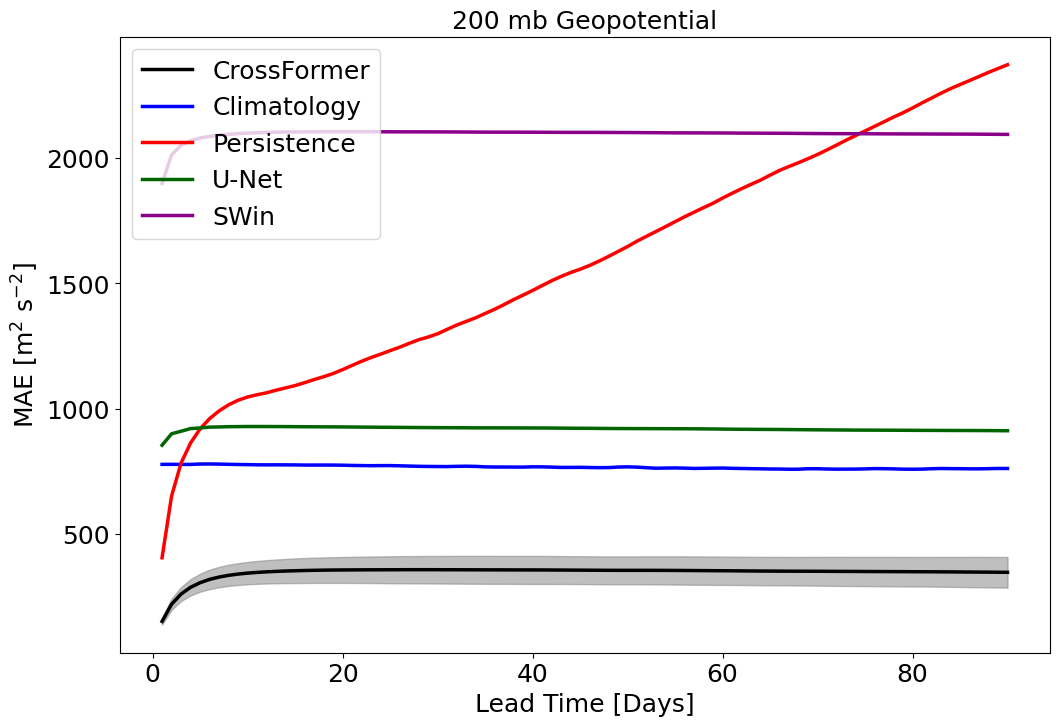 200 mb Geopotential
CrossFormer
Climatology
Persistence
U-Net
SWin
MAE [m² s⁻²]
2000
1500
1000
500
0 20 40 60 80
Lead Time [Days]